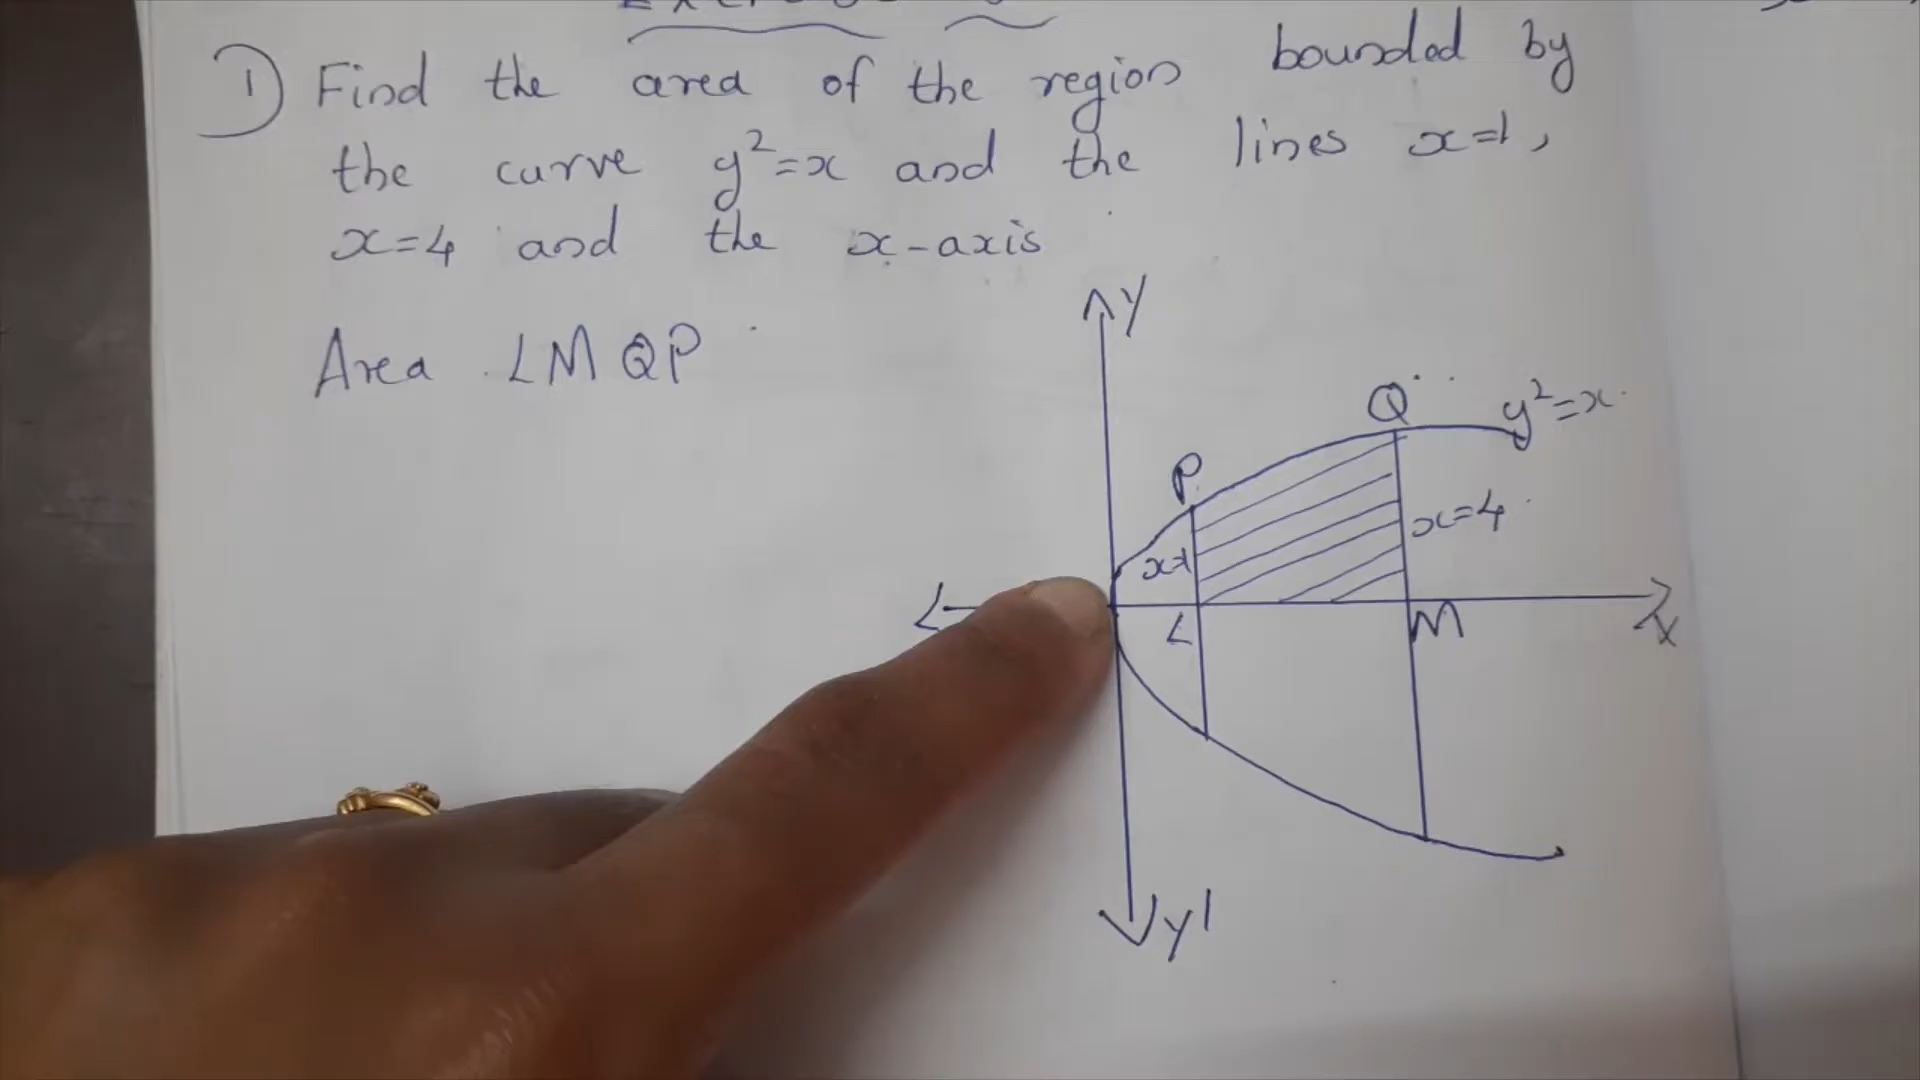 1) Find the area of the region bounded by
the curve y²=x and the lines x=1,
x=4 and the x-axis
Area LMQP
Y
Q
y²=x
P
x=4
x=1
L
M
X
Y'